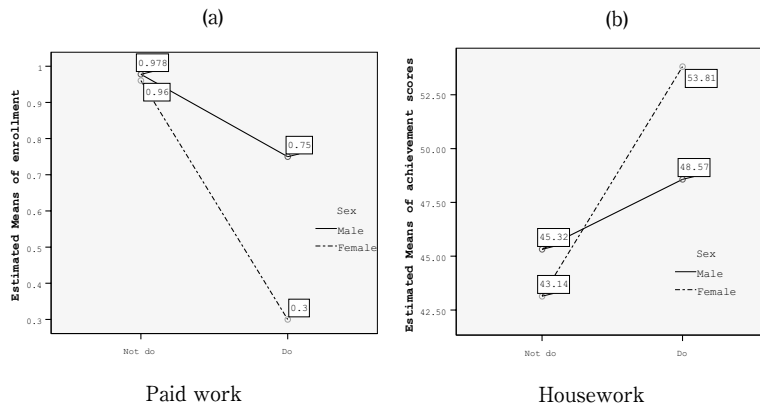 (a)
Estimated Means of enrollment
1
0.9
0.8
0.7
0.6
0.5
0.4
0.3
0.978
0.96
0.75
0.3
Sex
Male
Female
Not do
Do
Paid work
(b)
Estimated Means of achievement scores
52.50
50.00
47.50
45.00
42.50
53.81
48.57
45.32
43.14
Sex
Male
Female
Not do
Do
Housework